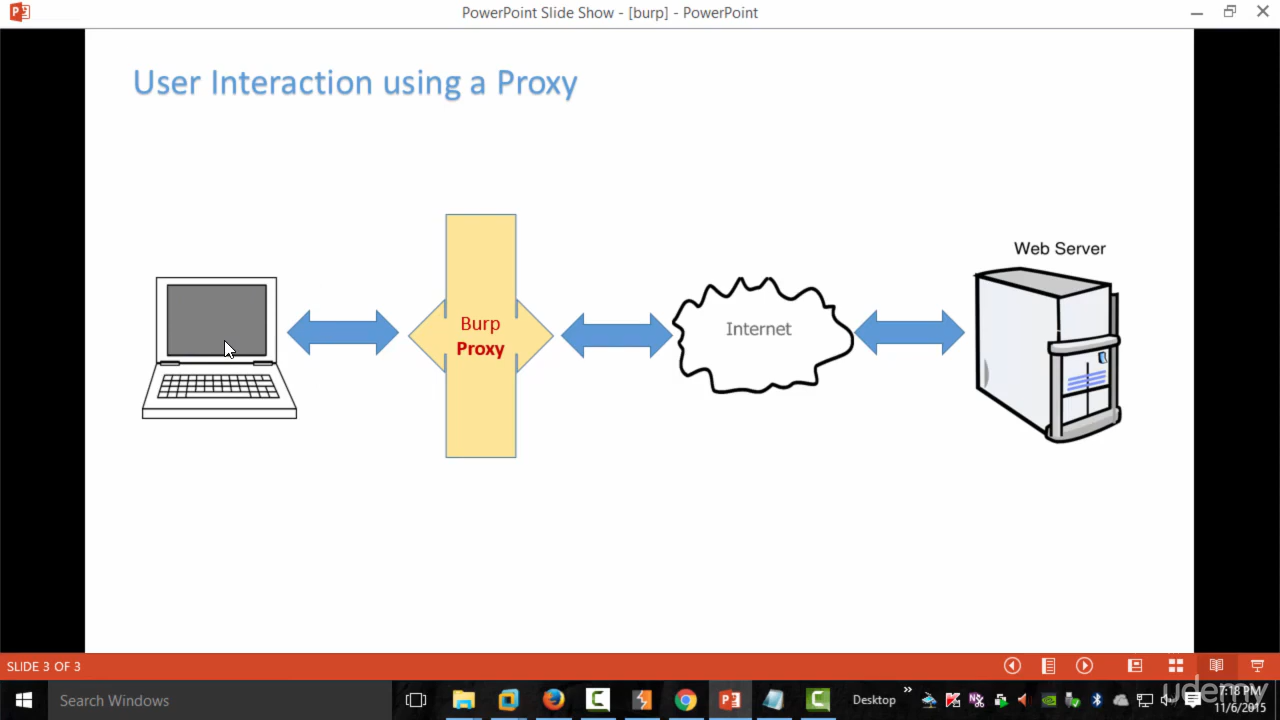 PowerPoint Slide Show - [burp] - PowerPoint
User Interaction using a Proxy
Web Server
Burp
Proxy
Internet
SLIDE 3 OF 3
Search Windows
Desktop
7:18 PM
11/6/2015
udemy